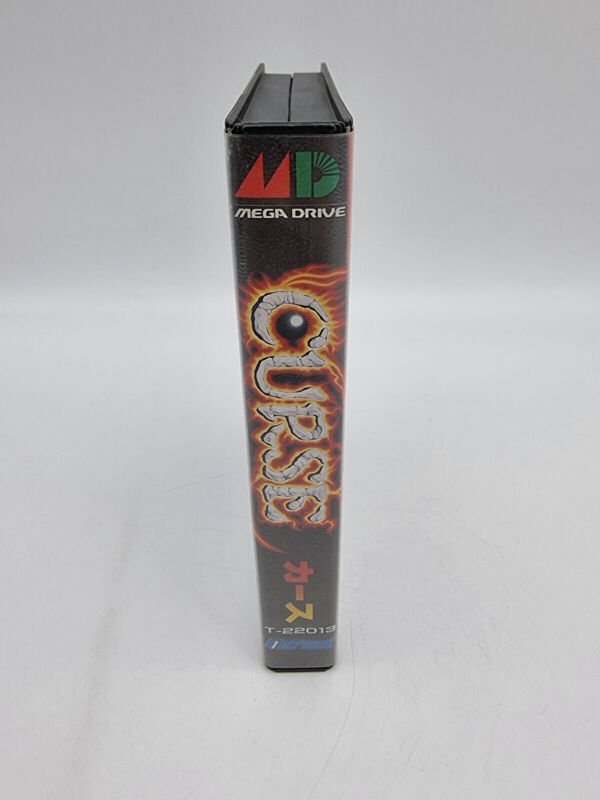 MD
MEGA DRIVE
CURSE
カース
T-22013
Micronet